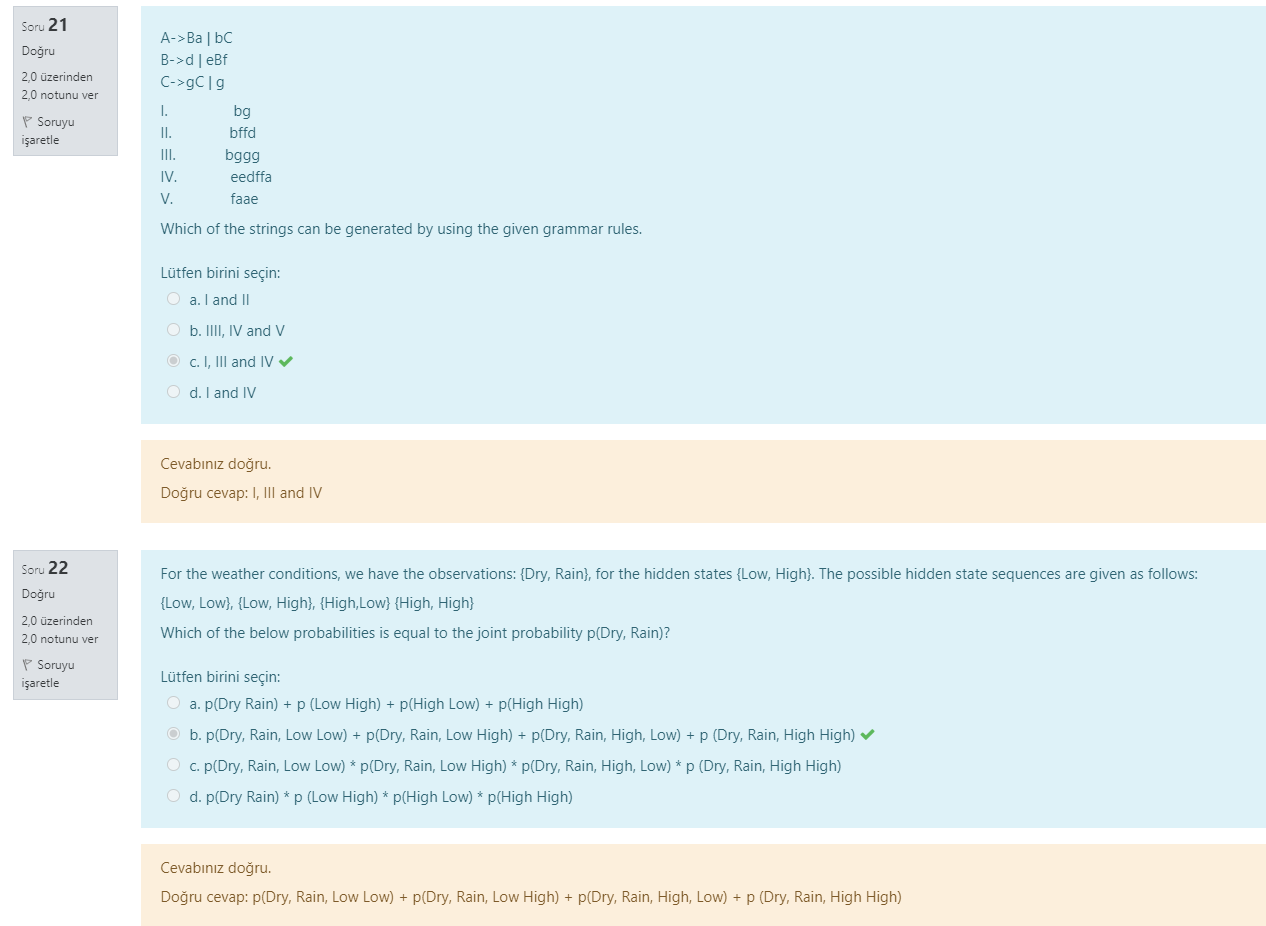 Soru 21
Doğru
2,0 üzerinden
2,0 notunu ver
Soruyu
işaretle
A->Ba | bC
B->d | eBf
C->gC | g
I. bg
II. bffd
III. bggg
IV. eedffa
V. faae
Which of the strings can be generated by using the given grammar rules.
Lütfen birini seçin:
a. I and II
b. IIII, IV and V
c. I, III and IV
d. I and IV
Cevabınız doğru.
Doğru cevap: I, III and IV
Soru 22
Doğru
2,0 üzerinden
2,0 notunu ver
Soruyu
işaretle
For the weather conditions, we have the observations: {Dry, Rain}, for the hidden states {Low, High}. The possible hidden state sequences are given as follows:
{Low, Low}, {Low, High}, {High,Low} {High, High}
Which of the below probabilities is equal to the joint probability p(Dry, Rain)?
Lütfen birini seçin:
a. p(Dry Rain) + p (Low High) + p(High Low) + p(High High)
b. p(Dry, Rain, Low Low) + p(Dry, Rain, Low High) + p(Dry, Rain, High, Low) + p (Dry, Rain, High High)
c. p(Dry, Rain, Low Low) * p(Dry, Rain, Low High) * p(Dry, Rain, High, Low) * p (Dry, Rain, High High)
d. p(Dry Rain) * p (Low High) * p(High Low) * p(High High)
Cevabınız doğru.
Doğru cevap: p(Dry, Rain, Low Low) + p(Dry, Rain, Low High) + p(Dry, Rain, High, Low) + p (Dry, Rain, High High)